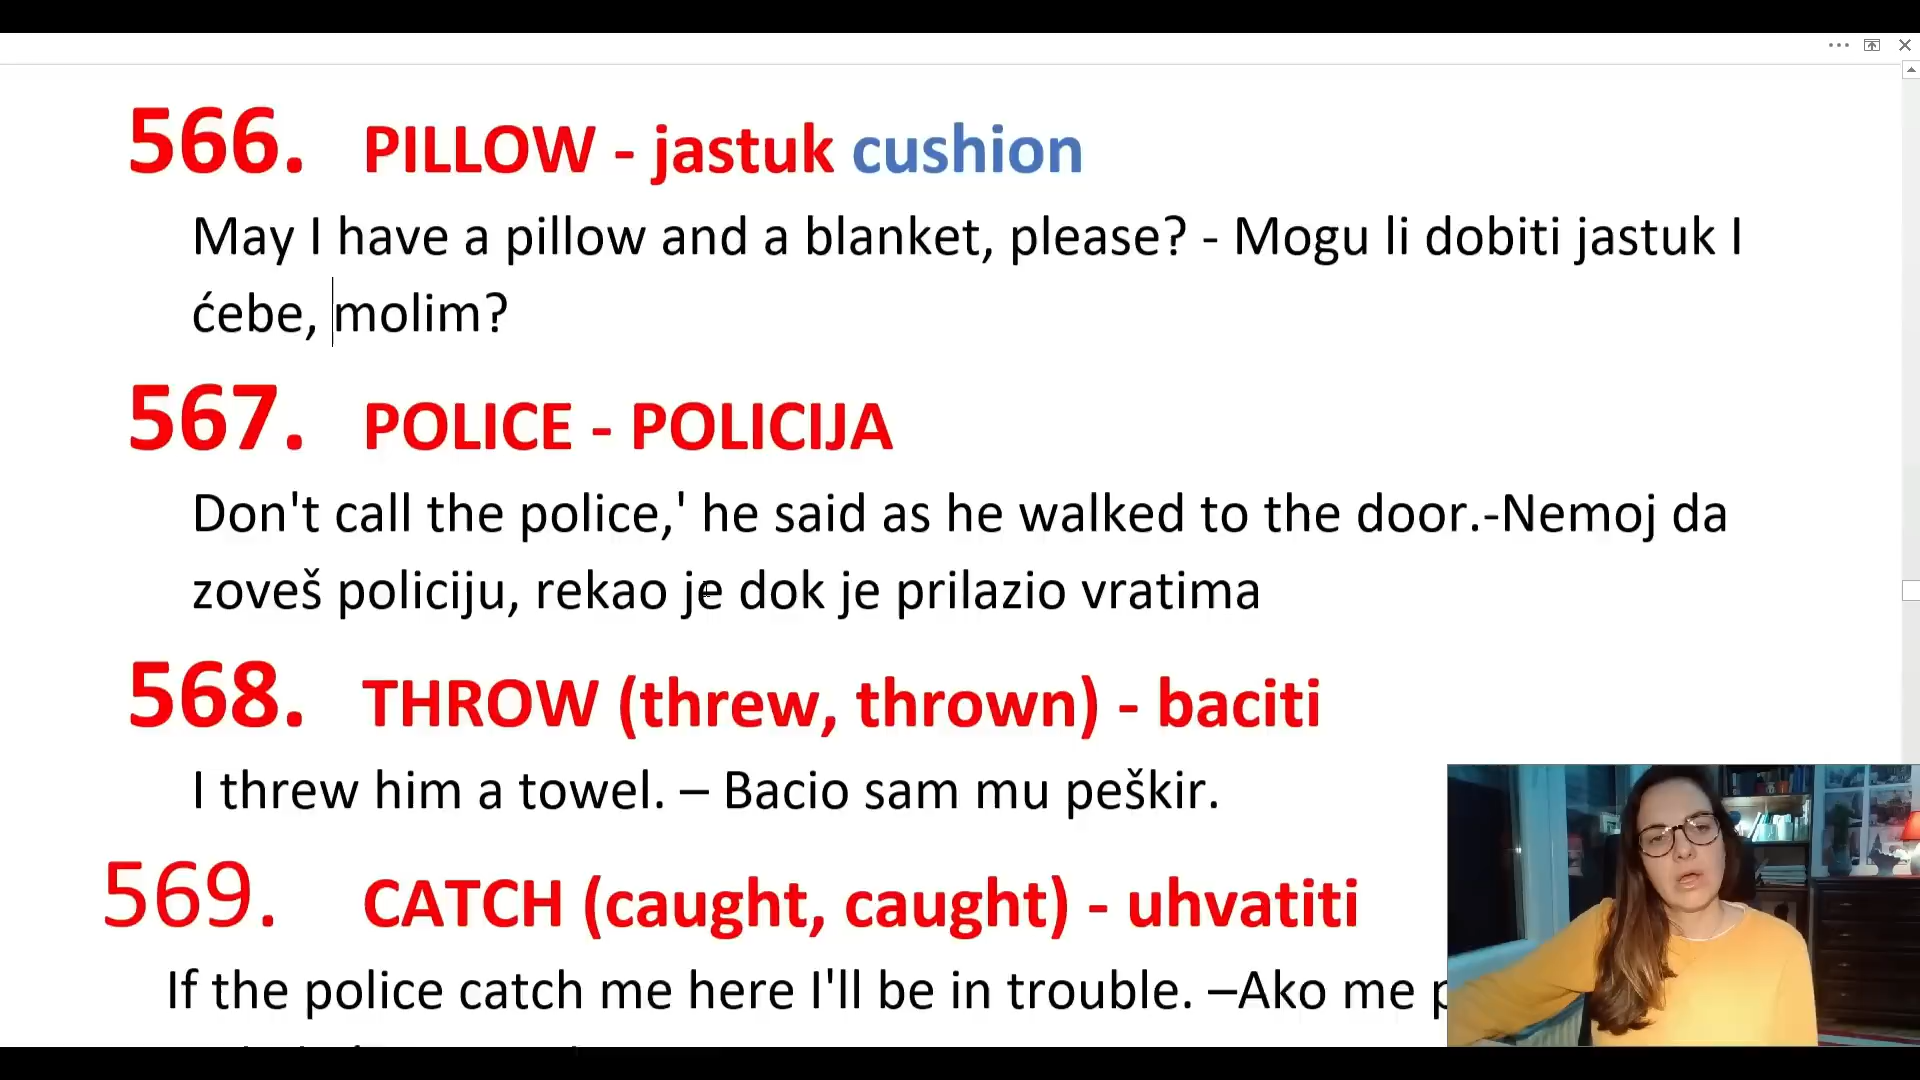 566. PILLOW - jastuk cushion
May I have a pillow and a blanket, please? - Mogu li dobiti jastuk I
ćebe, molim?
567. POLICE - POLICIJA
Don't call the police,' he said as he walked to the door.-Nemoj da
zoveš policiju, rekao je dok je prilazio vratima
568. THROW (threw, thrown) - baciti
I threw him a towel. – Bacio sam mu peškir.
569. CATCH (caught, caught) - uhvatiti
If the police catch me here I'll be in trouble. –Ako me